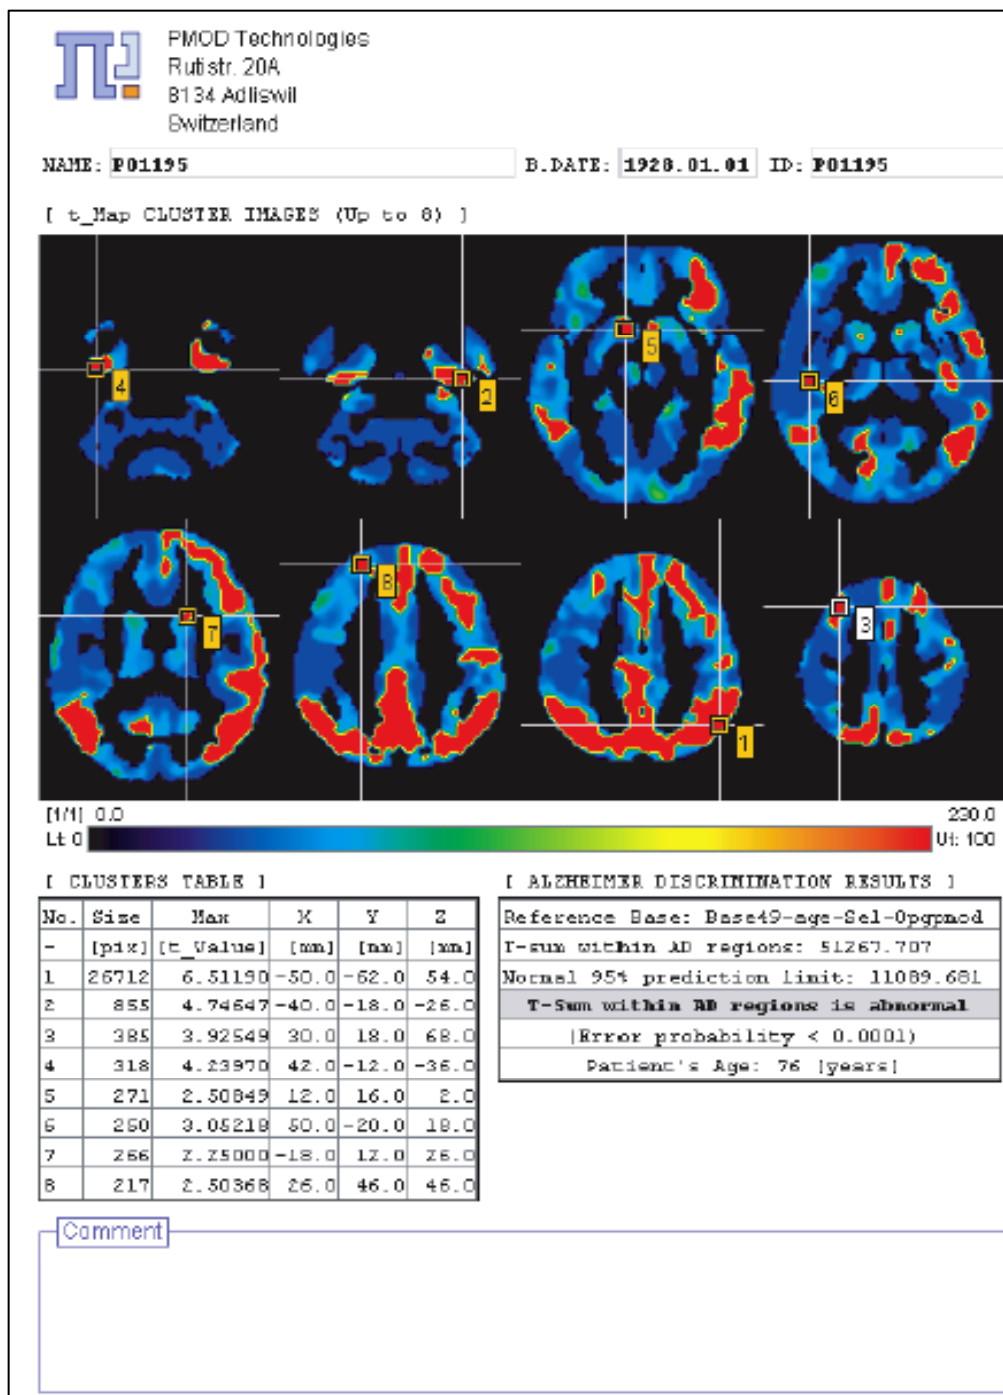 PMOD Technologies
Rutistr. 20A
8134 Adliswil
Switzerland
NAME: P01195 B.DATE: 1928.01.01 ID: P01195
[ t_Map CLUSTER IMAGES (Up to 8) ]
4 2 5 6
7 8 1 3
[1/1] 0.0 230.0
Lt: 0 Ut: 100
[ CLUSTERS TABLE ]
No. Size Max X Y Z
- [pix] [t_Value] [mm] [mm] [mm]
1 26712 6.51190 -50.0 -62.0 54.0
2 855 4.74647 -40.0 -18.0 -26.0
3 385 3.92549 30.0 18.0 68.0
4 318 4.23970 42.0 -12.0 -36.0
5 271 2.50849 12.0 16.0 2.0
6 3.05218 50.0 -20.0 18.0
7 266 2.25000 -18.0 12.0 26.0
8 217 2.50368 26.0 46.0 46.0
[ ALZHEIMER DISCRIMINATION RESULTS ]
Reference Base: Base49-age-Sel-0pgpmod
T-sum within AD regions: 51267.707
Normal 95% prediction limit: 11089.681
T-Sum within AD regions is abnormal
(Error probability < 0.0001)
Patient's Age: 76 [years]
Comment